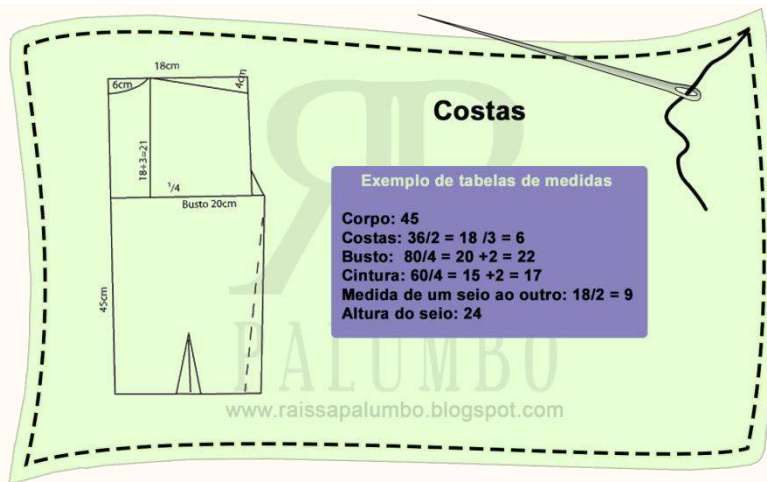 18cm
6cm
4cm
18+3=21
1/4
Busto 20cm
45cm
Costas
Exemplo de tabelas de medidas
Corpo: 45
Costas: 36/2 = 18 /3 = 6
Busto: 80/4 = 20 +2 = 22
Cintura: 60/4 = 15 +2 = 17
Medida de um seio ao outro: 18/2 = 9
Altura do seio: 24
PALUMBO
www.raissapalumbo.blogspot.com